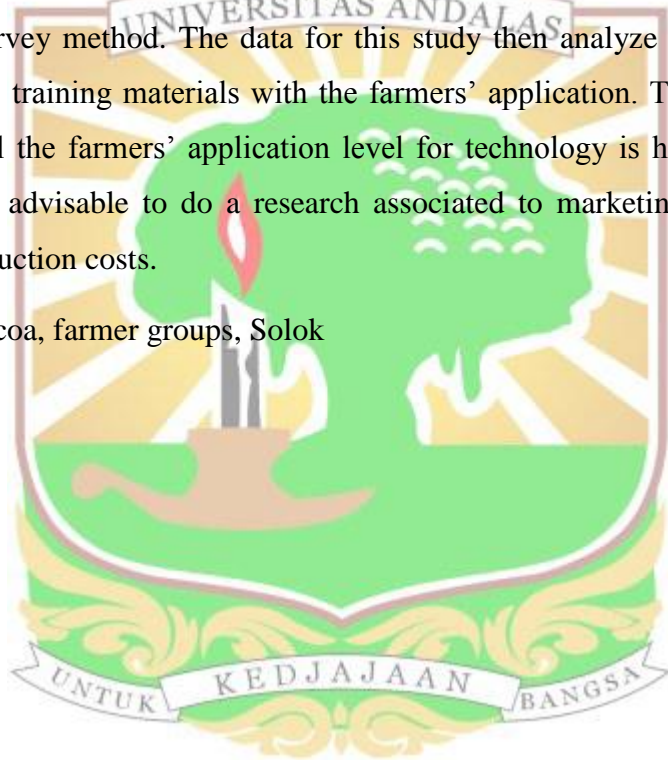 UNIVERSITAS ANDALAS
rvey method. The data for this study then analyze
training materials with the farmers’ application. T
l the farmers’ application level for technology is h
advisable to do a research associated to marketin
uction costs.
coa, farmer groups, Solok
UNTUK KEDJAJAAN BANGSA